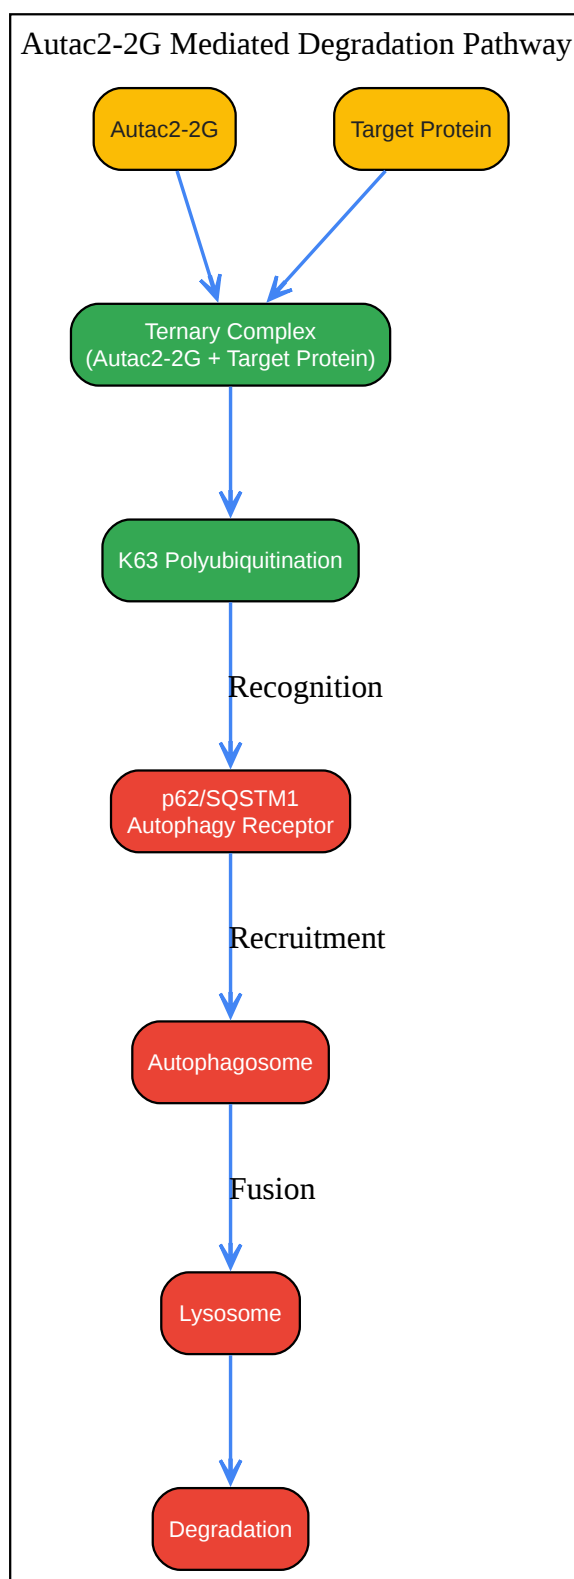 Autac2-2G Mediated Degradation Pathway
Autac2-2G
Target Protein
Ternary Complex
(Autac2-2G + Target Protein)
K63 Polyubiquitination
Recognition
p62/SQSTM1
Autophagy Receptor
Recruitment
Autophagosome
Fusion
Lysosome
Degradation